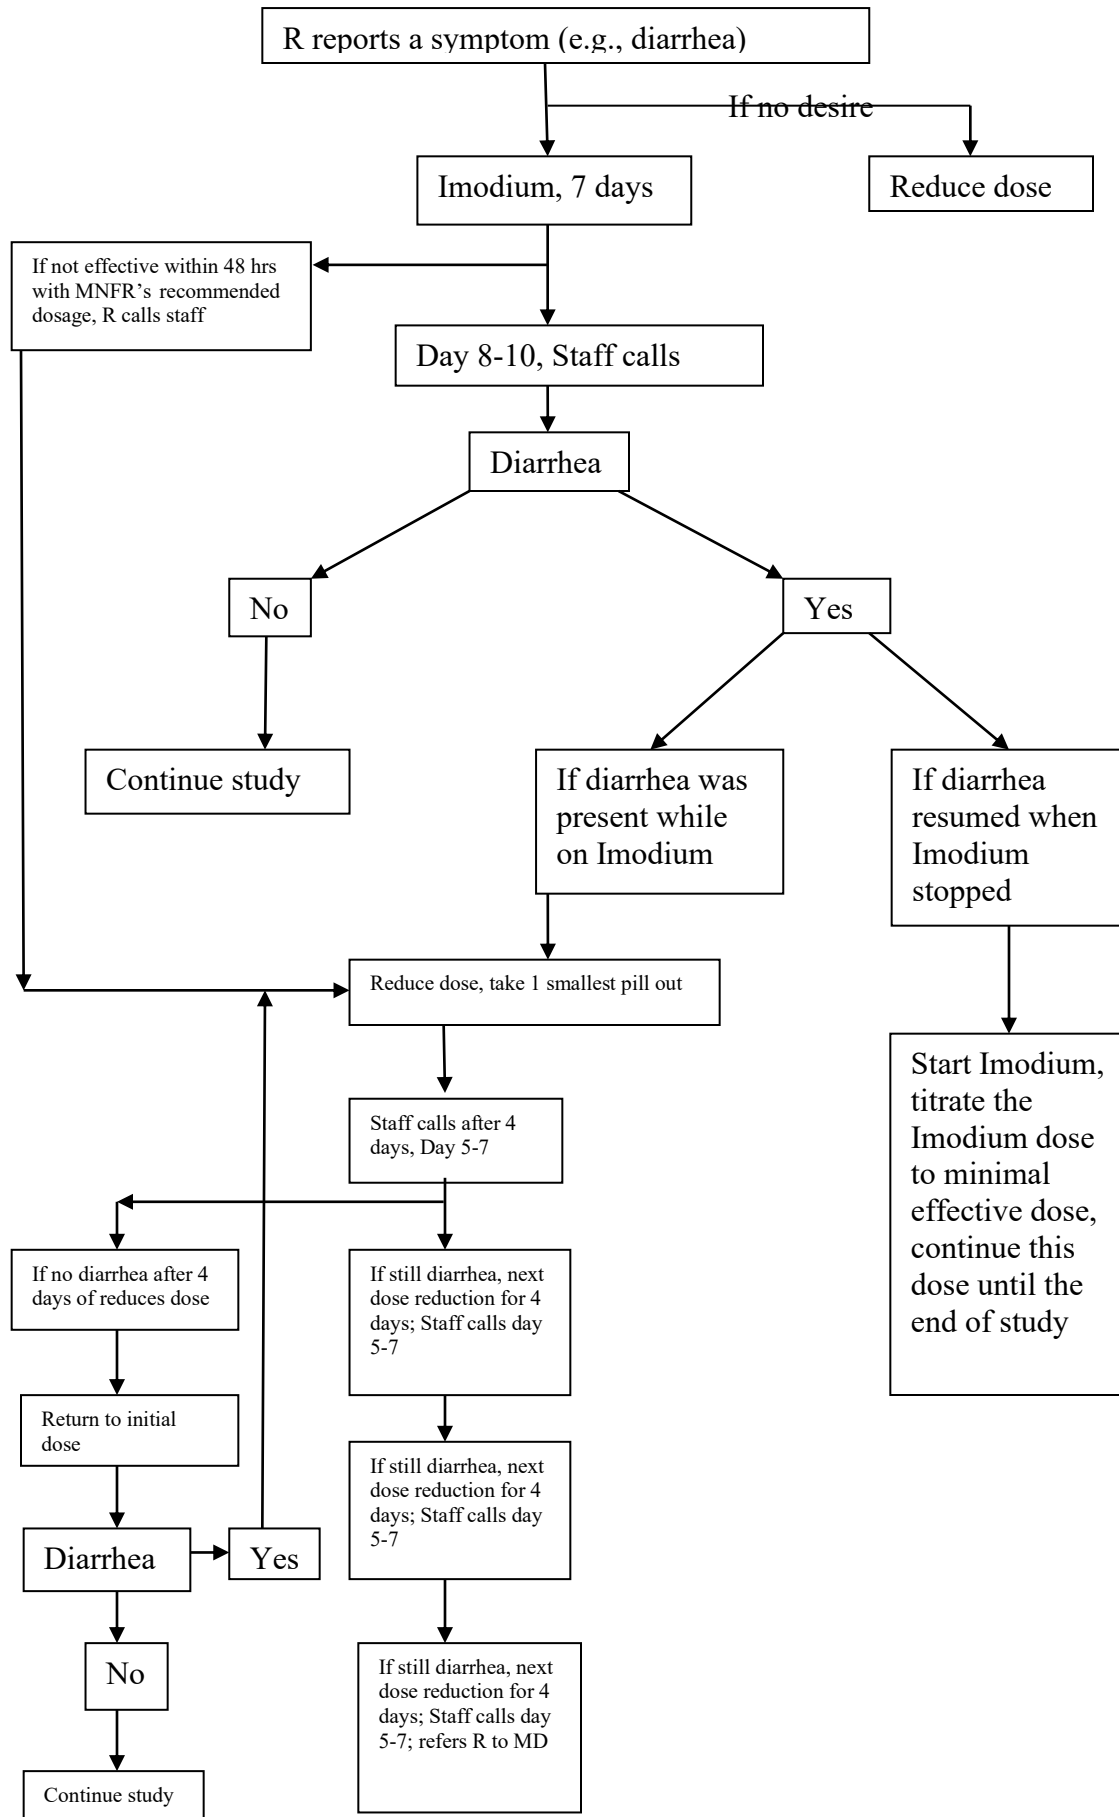 R reports a symptom (e.g., diarrhea)
If no desire
Imodium, 7 days
Reduce dose
If not effective within 48 hrs
with MNFR's recommended
dosage, R calls staff
Day 8-10, Staff calls
Diarrhea
No
Yes
Continue study
If diarrhea was
present while
on Imodium
If diarrhea
resumed when
Imodium
stopped
Reduce dose, take 1 smallest pill out
Start Imodium,
titrate the
Imodium dose
to minimal
effective dose,
continue this
dose until the
end of study
Staff calls after 4
days, Day 5-7
If no diarrhea after 4
days of reduces dose
If still diarrhea, next
dose reduction for 4
days; Staff calls day
5-7
Return to initial
dose
If still diarrhea, next
dose reduction for 4
days; Staff calls day
5-7
Diarrhea
Yes
No
If still diarrhea, next
dose reduction for 4
days; Staff calls day
5-7; refers R to MD
Continue study